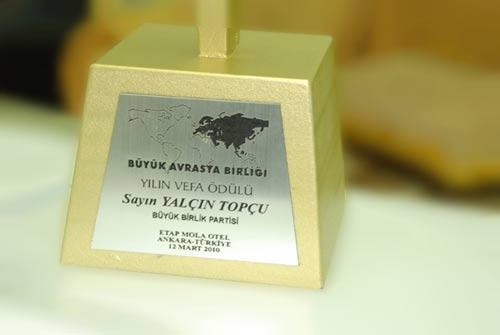 BÜYÜK AVRASYA BİRLİĞİ
YILIN VEFA ÖDÜLÜ
Sayın YALÇIN TOPÇU
BÜYÜK BİRLİK PARTİSİ
ETAP MOLA OTEL
ANKARA-TÜRKİYE
12 MART 2010